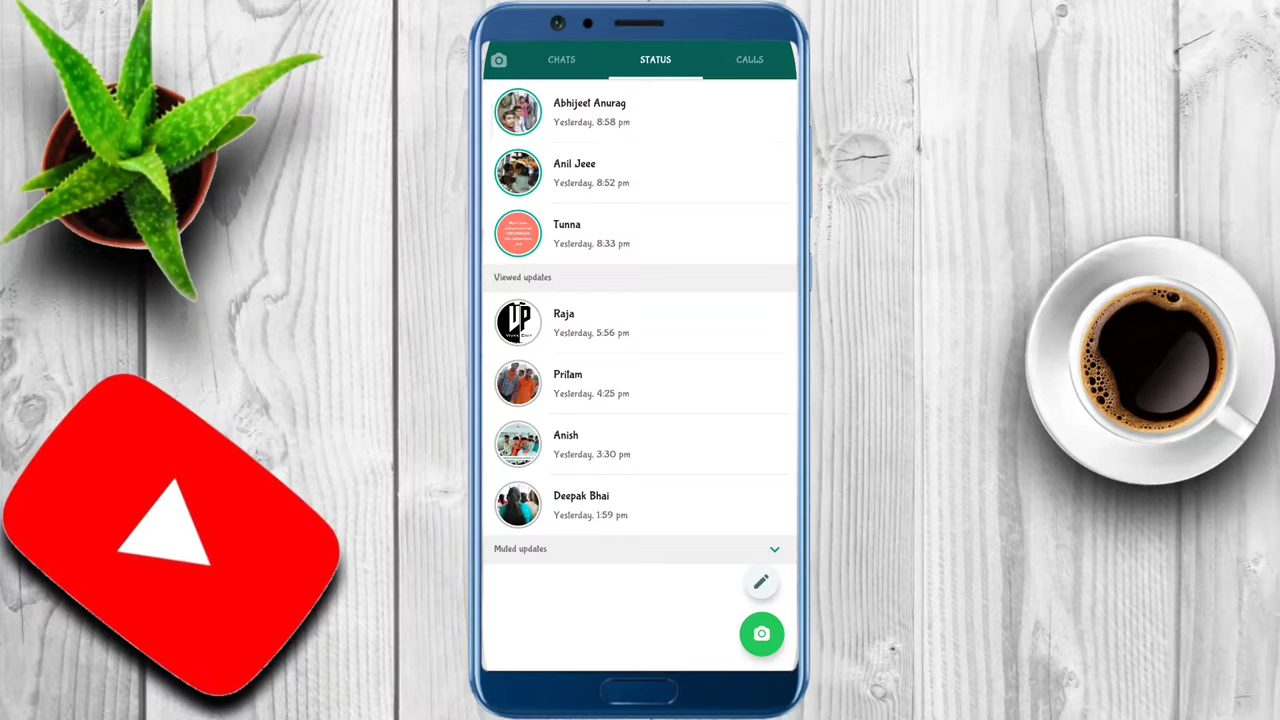 CHATS
STATUS
CALLS
Abhijeet Anurag
Yesterday, 8:58 pm
Anil Jeee
Yesterday, 8:52 pm
Tunna
Yesterday, 8:33 pm
Viewed updates
Raja
Yesterday, 5:56 pm
Pritam
Yesterday, 4:25 pm
Anish
Yesterday, 3:30 pm
Deepak Bhai
Yesterday, 1:59 pm
Muted updates